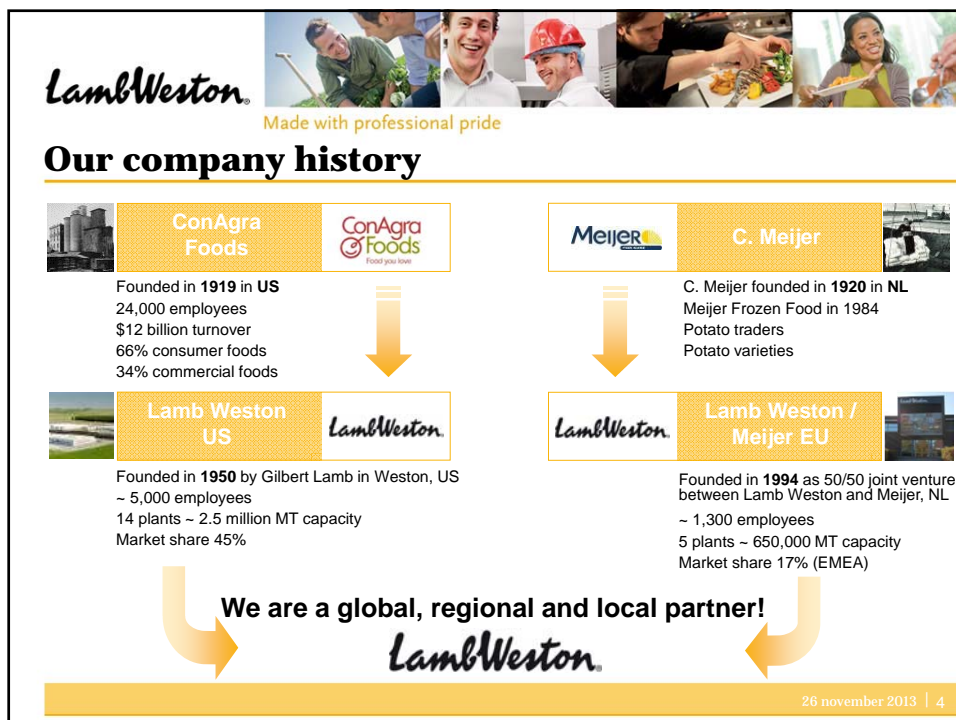 LambWeston
Made with professional pride
Our company history
ConAgra
Foods
ConAgra
Foods
Food you love
Founded in 1919 in US
24,000 employees
$12 billion turnover
66% consumer foods
34% commercial foods
Meijer
C. Meijer
C. Meijer founded in 1920 in NL
Meijer Frozen Food in 1984
Potato traders
Potato varieties
Lamb Weston
US
LambWeston
Founded in 1950 by Gilbert Lamb in Weston, US
~ 5,000 employees
14 plants ~ 2.5 million MT capacity
Market share 45%
LambWeston
Lamb Weston /
Meijer EU
Founded in 1994 as 50/50 joint venture
between Lamb Weston and Meijer, NL
~ 1,300 employees
5 plants ~ 650,000 MT capacity
Market share 17% (EMEA)
We are a global, regional and local partner!
LambWeston
26 november 2013 | 4